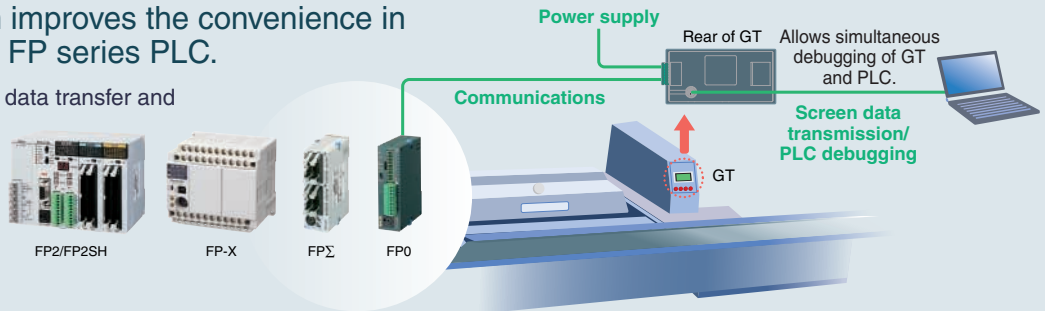 improves the convenience in
FP series PLC.
data transfer and
FP2/FP2SH
FP-X
FPΣ
FP0
Power supply
Communications
Rear of GT
Allows simultaneous
debugging of GT
and PLC.
Screen data
transmission/
PLC debugging
GT